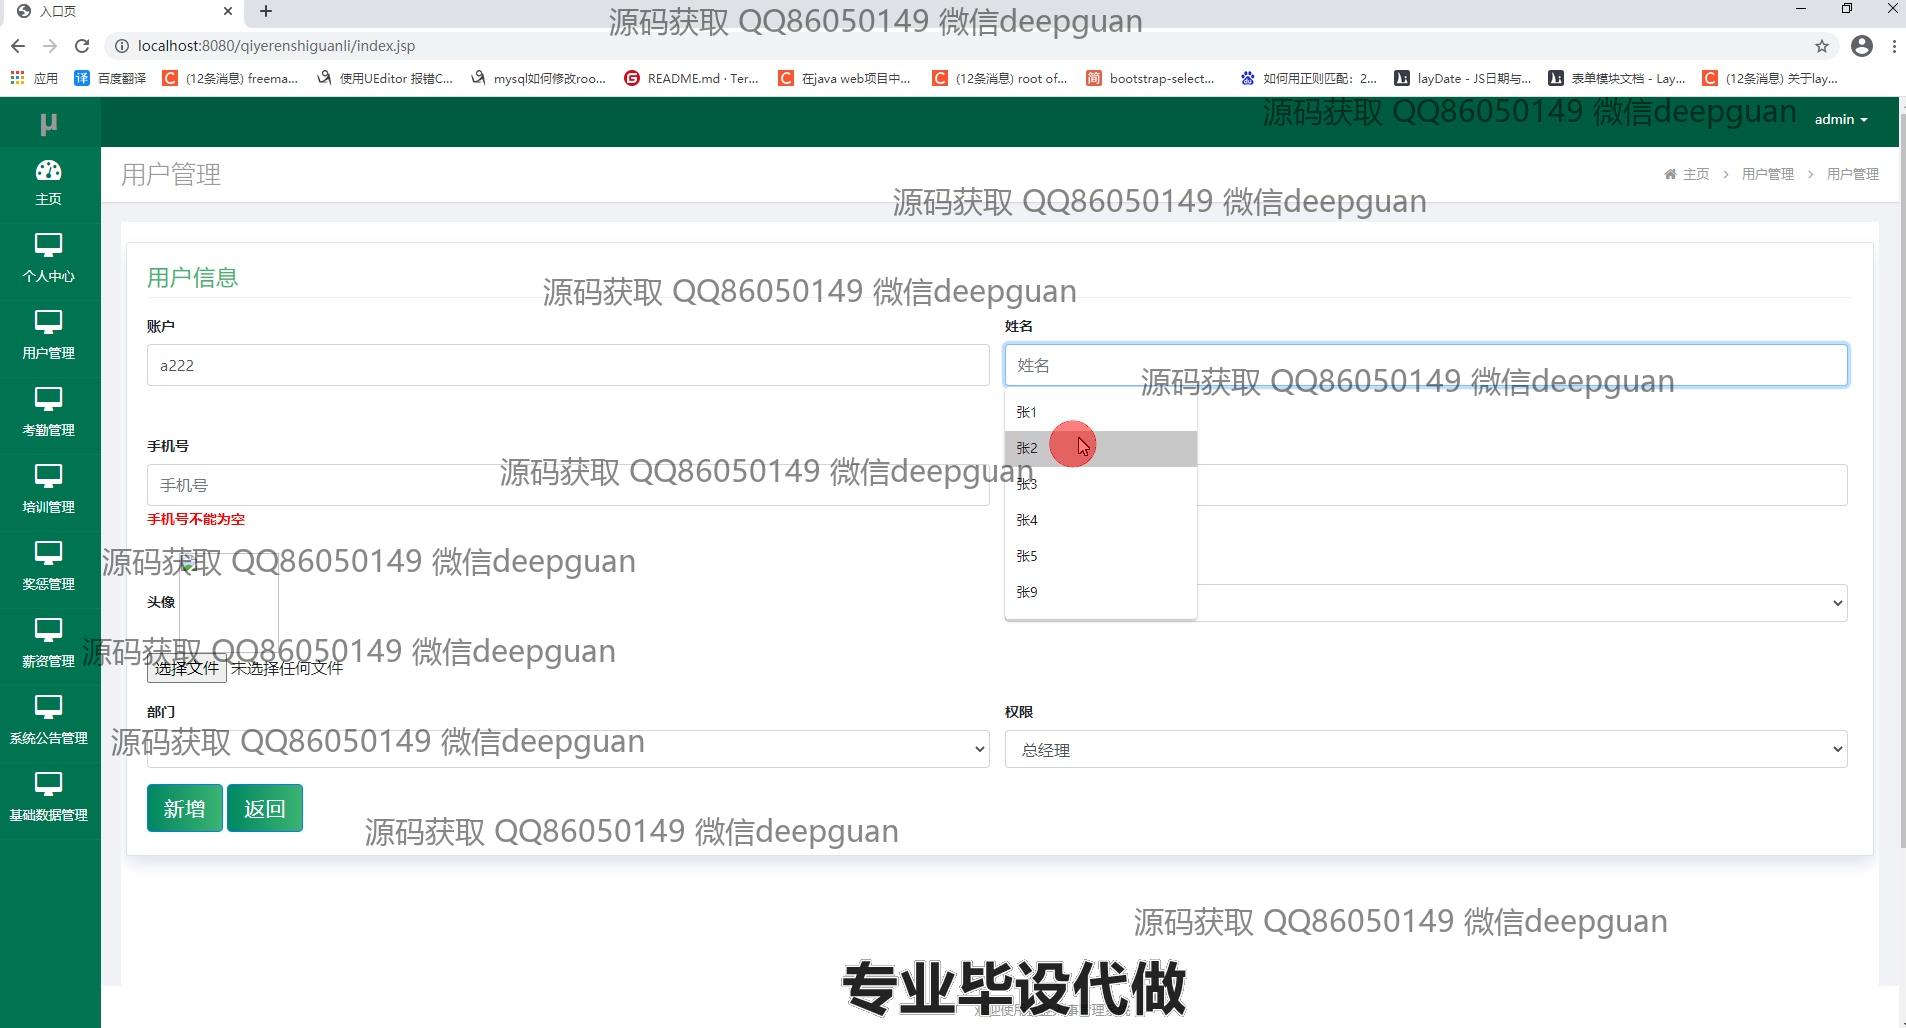 入口页
源码获取 QQ86050149 微信deepguan
localhost:8080/qiyerenshiguanli/index.jsp
应用
百度翻译
(12条消息) freema...
使用UEditor 报错C...
mysql如何修改roo...
README.md · Ter...
在java web项目中...
(12条消息) root of...
bootstrap-select...
如何用正则匹配：2...
layDate - JS日期与...
表单模块文档 - Lay...
(12条消息) 关于lay...
μ
源码获取 QQ86050149 微信deepguan
admin
用户管理
主页 > 用户管理 > 用户管理
源码获取 QQ86050149 微信deepguan
主页
个人中心
用户管理
考勤管理
培训管理
奖惩管理
薪资管理
系统公告管理
基础数据管理
用户信息
源码获取 QQ86050149 微信deepguan
账户
姓名
a222
姓名
源码获取 QQ86050149 微信deepguan
张1
张2
张3
张4
张5
张9
手机号
手机号
源码获取 QQ86050149 微信deepguan
手机号不能为空
源码获取 QQ86050149 微信deepguan
头像
源码获取 QQ86050149 微信deepguan
选择文件 未选择任何文件
部门
权限
源码获取 QQ86050149 微信deepguan
总经理
新增
返回
源码获取 QQ86050149 微信deepguan
源码获取 QQ86050149 微信deepguan
专业毕设代做